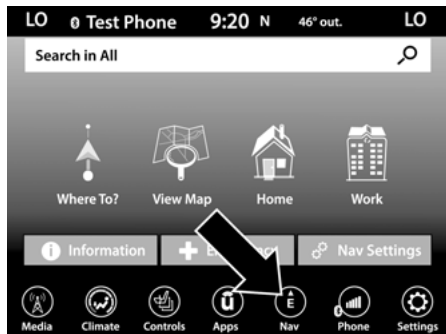 LO Test Phone 9:20 N 46° out. LO
Search in All
Where To? View Map Home Work
Information Nav Settings
ü E
Media Climate Controls Apps Nav Phone Settings